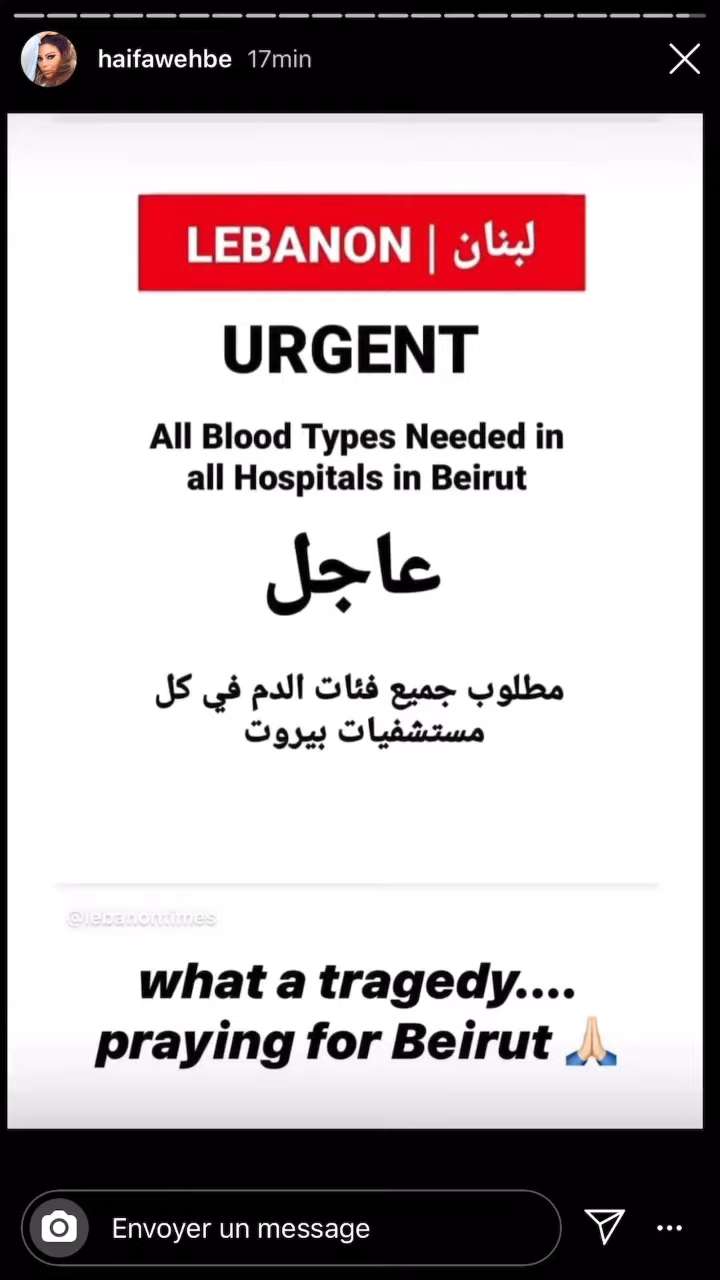 haifawehbe 17min
LEBANON | لبنان
URGENT
All Blood Types Needed in
all Hospitals in Beirut
عاجل
مطلوب جميع فئات الدم في كل
مستشفيات بيروت
@lebanontimes
what a tragedy....
praying for Beirut 🙏🏻
Envoyer un message